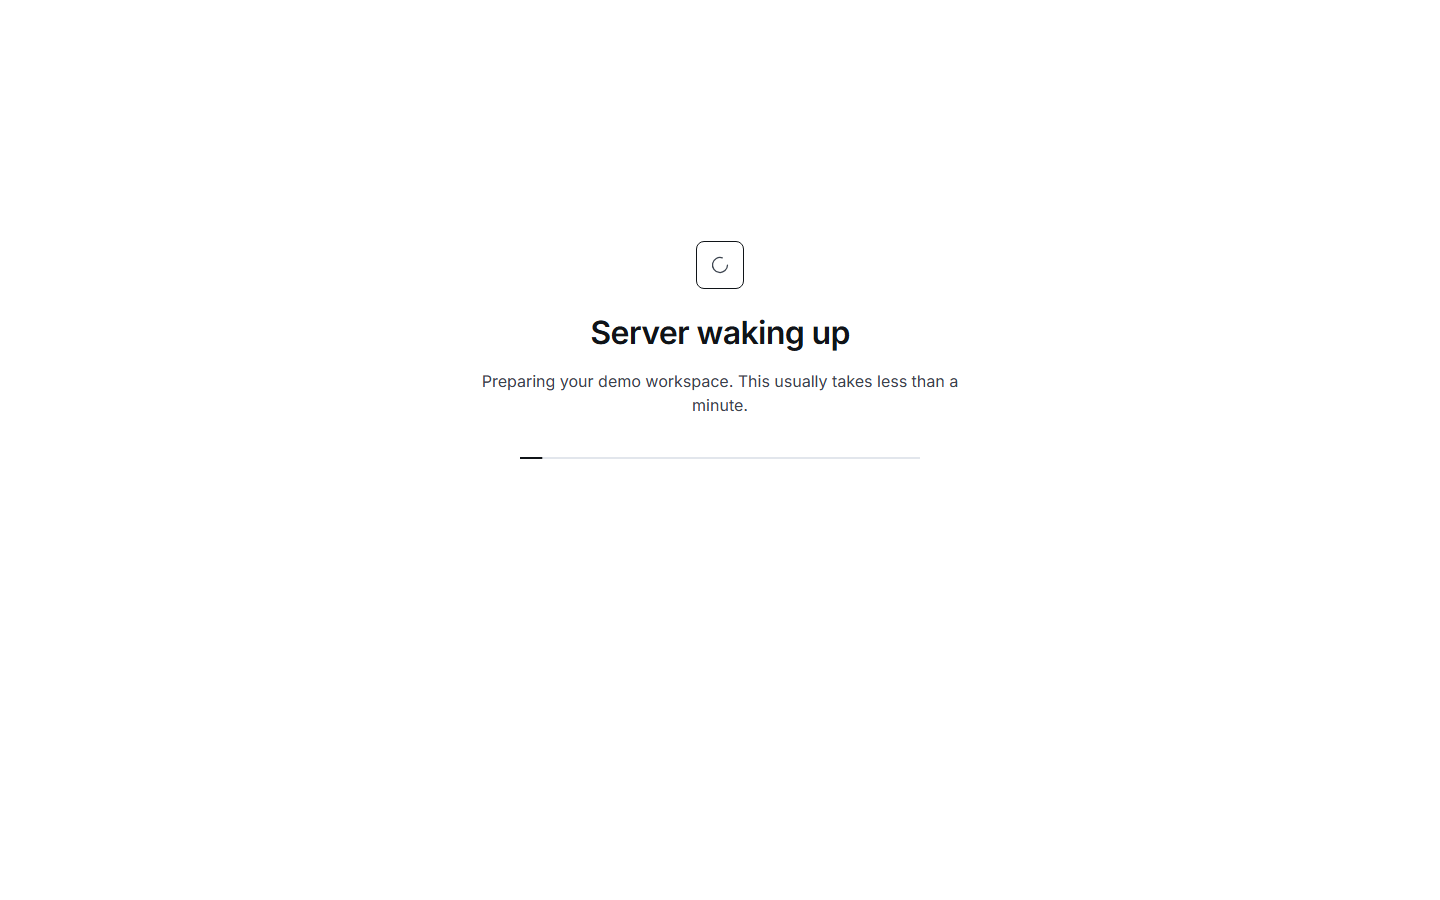 Server waking up
Preparing your demo workspace. This usually takes less than a
minute.